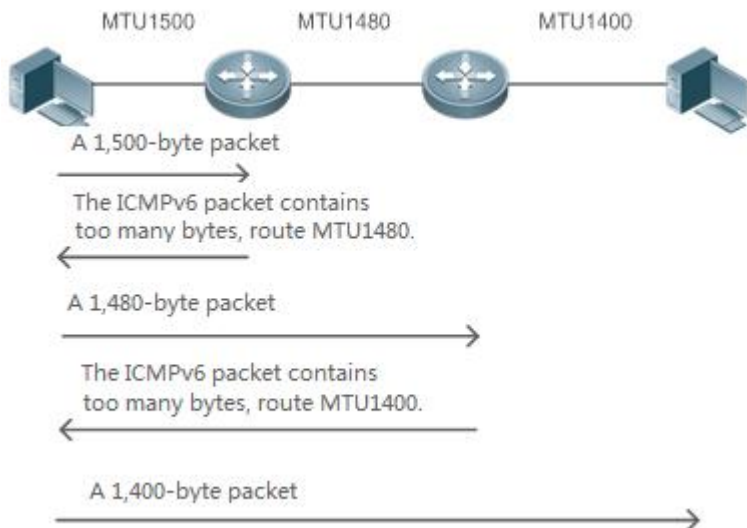 MTU1500 MTU1480 MTU1400
A 1,500-byte packet
The ICMPv6 packet contains
too many bytes, route MTU1480.
A 1,480-byte packet
The ICMPv6 packet contains
too many bytes, route MTU1400.
A 1,400-byte packet